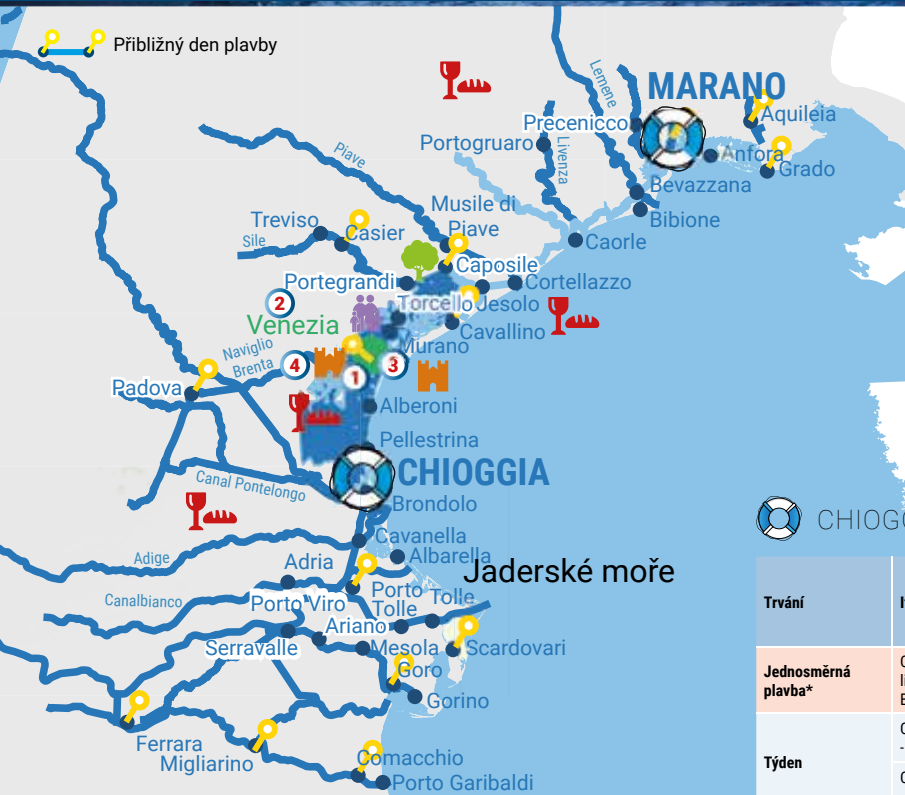 Přibližný den plavby
MARANO
Lemene
Aquileia
Precenicco
Portogruaro
Livenza
Anfora
Grado
Piave
Bevazzana
Musile di
Piave
Bibione
Treviso
Casier
Sile
Caorle
Caposile
Portegrandi
Cortellazzo
2
Torcello
Jesolo
Venezia
Cavallino
Murano
Naviglio
Brenta
4
3
1
Padova
Alberoni
Pellestrina
CHIOGGIA
Canal Pontelongo
Brondolo
Cavanella
Adige
Adria
Albarella
Jaderské moře
Canalbianco
Porto Viro
Porto
Tolle
Tolle
Ariano
Serravalle
Mesola
Scardovari
Goro
Gorino
Ferrara
Migliarino
Comacchio
Porto Garibaldi
Trvání
Jednosměrná
plavba*
Týden